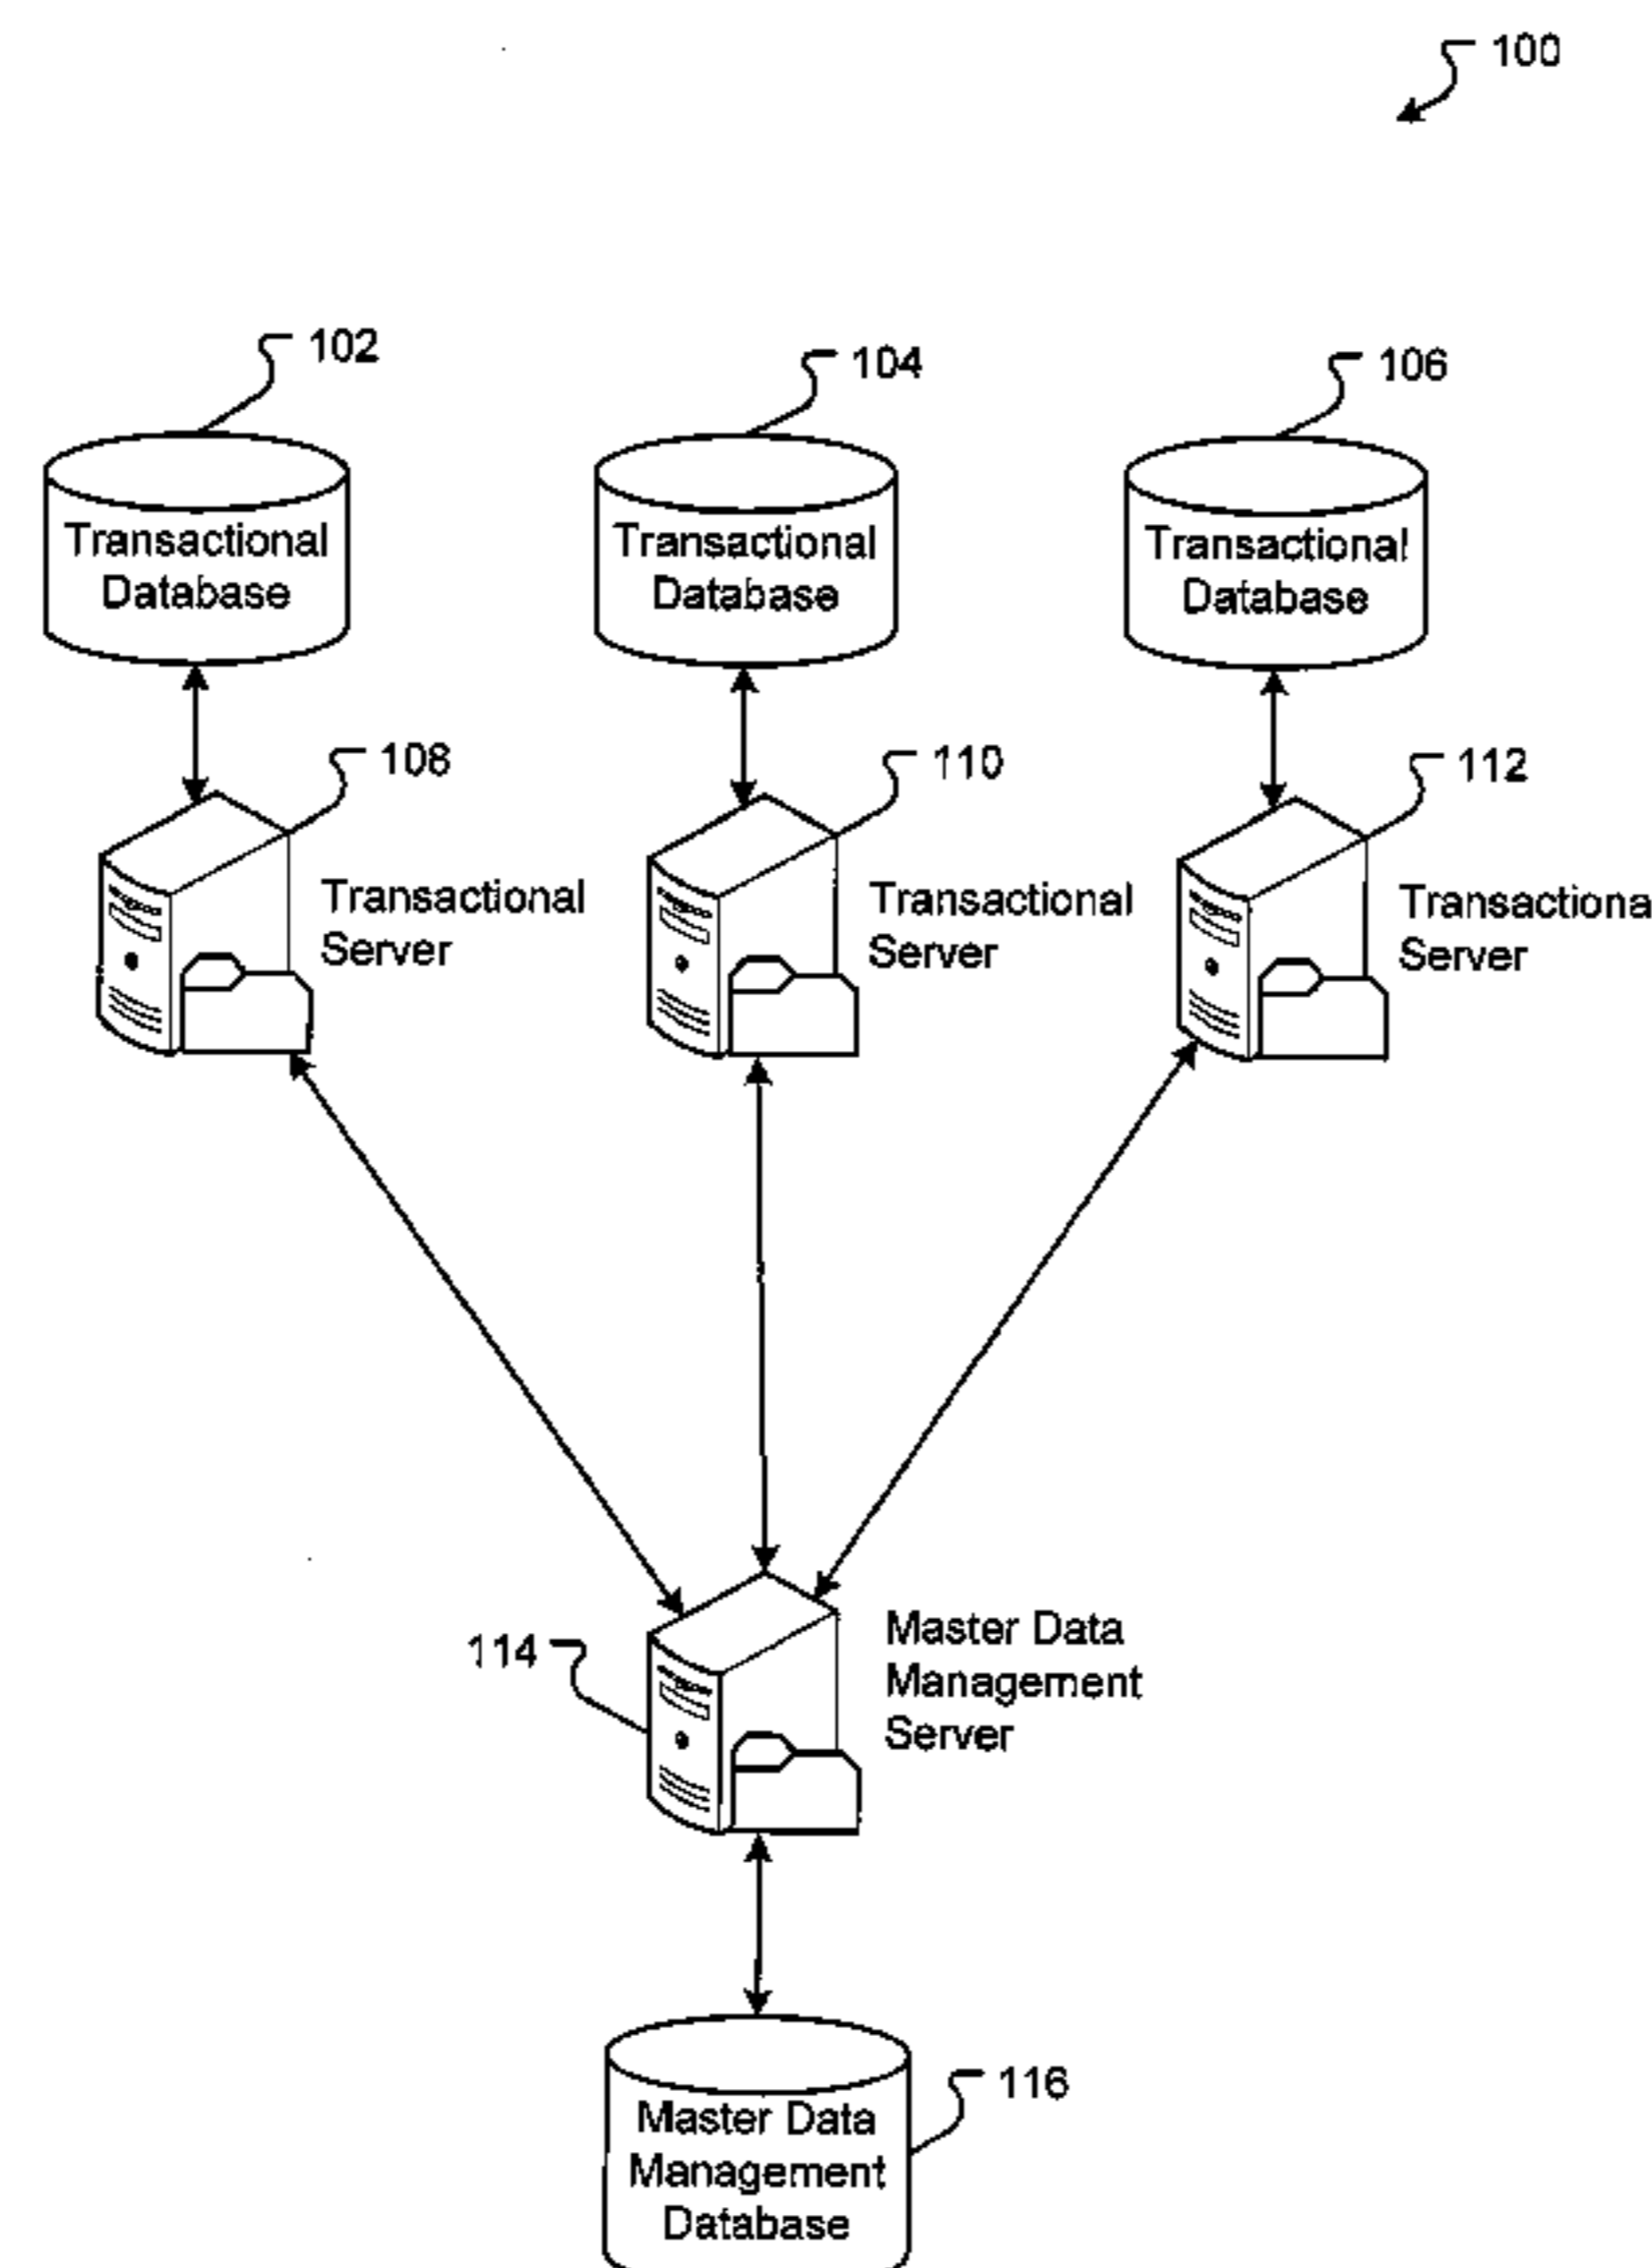 100
102
104
106
Transactional
Database
Transactional
Database
Transactional
Database
108
110
112
Transactional
Server
Transactional
Server
Transactiona
Server
114
Master Data
Management
Server
116
Master Data
Management
Database